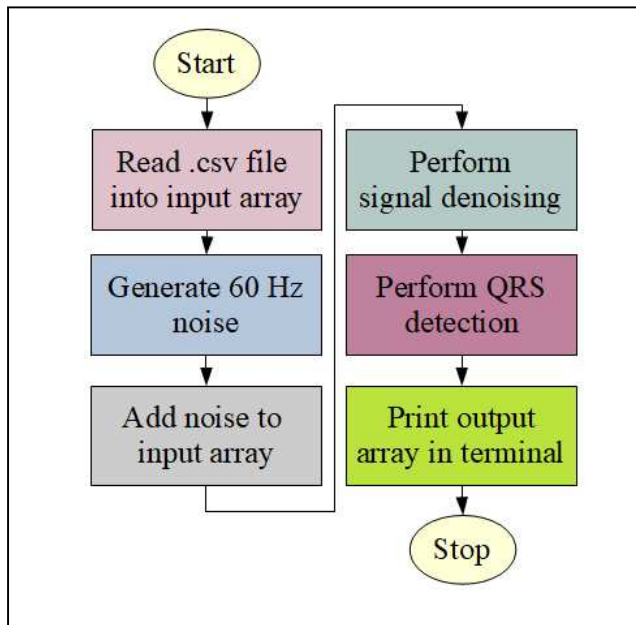 Start
Read .csv file
into input array
Generate 60 Hz
noise
Add noise to
input array
Perform
signal denoising
Perform QRS
detection
Print output
array in terminal
Stop